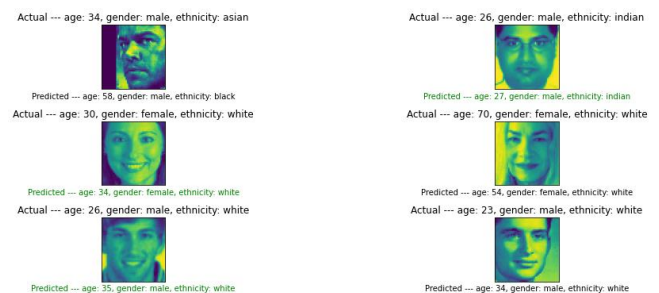 Actual --- age: 34, gender: male, ethnicity: asian
Actual --- age: 26, gender: male, ethnicity: indian
Predicted --- age: 58, gender: male, ethnicity: black
Predicted --- age: 27, gender: male, ethnicity: indian
Actual --- age: 30, gender: female, ethnicity: white
Actual --- age: 70, gender: female, ethnicity: white
Predicted --- age: 34, gender: female, ethnicity: white
Predicted --- age: 54, gender: female, ethnicity: white
Actual --- age: 26, gender: male, ethnicity: white
Actual --- age: 23, gender: male, ethnicity: white
Predicted --- age: 35, gender: male, ethnicity: white
Predicted --- age: 34, gender: male, ethnicity: white